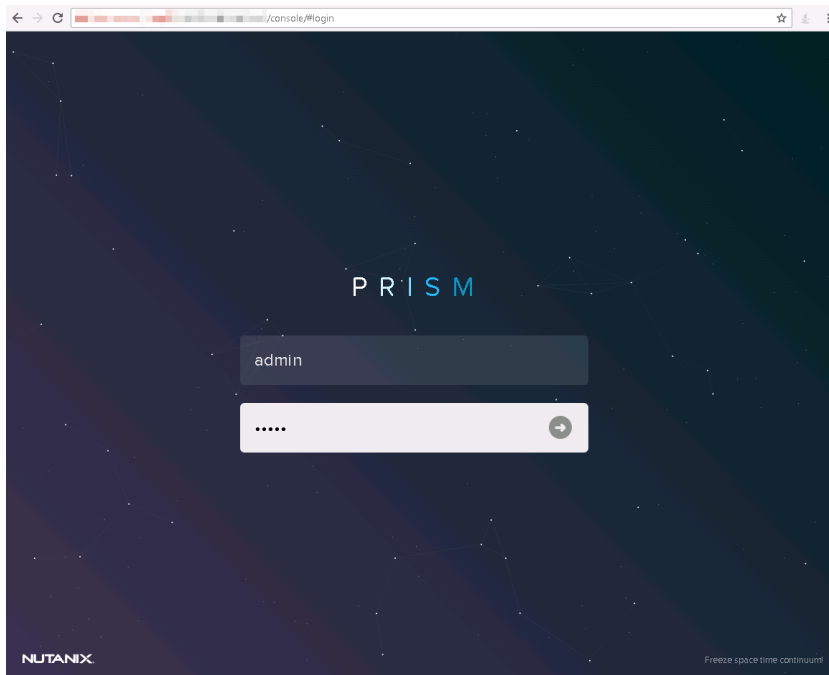 /console/#login
PRISM
admin
•••••
NUTANIX.
Freeze space time continuum!